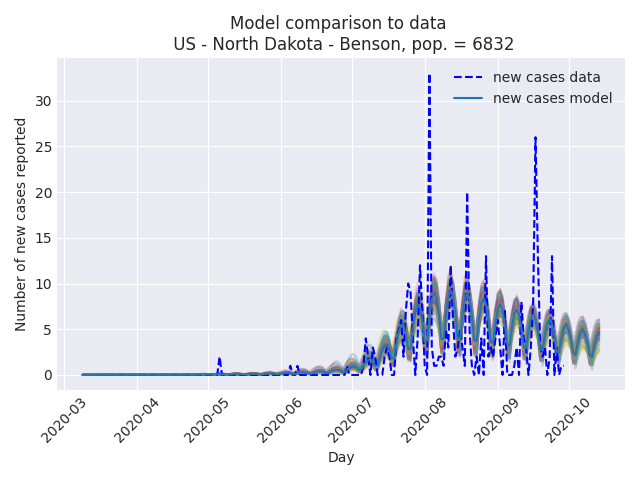 Model comparison to data
US - North Dakota - Benson, pop. = 6832
new cases data
new cases model
Number of new cases reported
30
25
20
15
10
5
0
2020-03
2020-04
2020-05
2020-06
2020-07
2020-08
2020-09
2020-10
Day